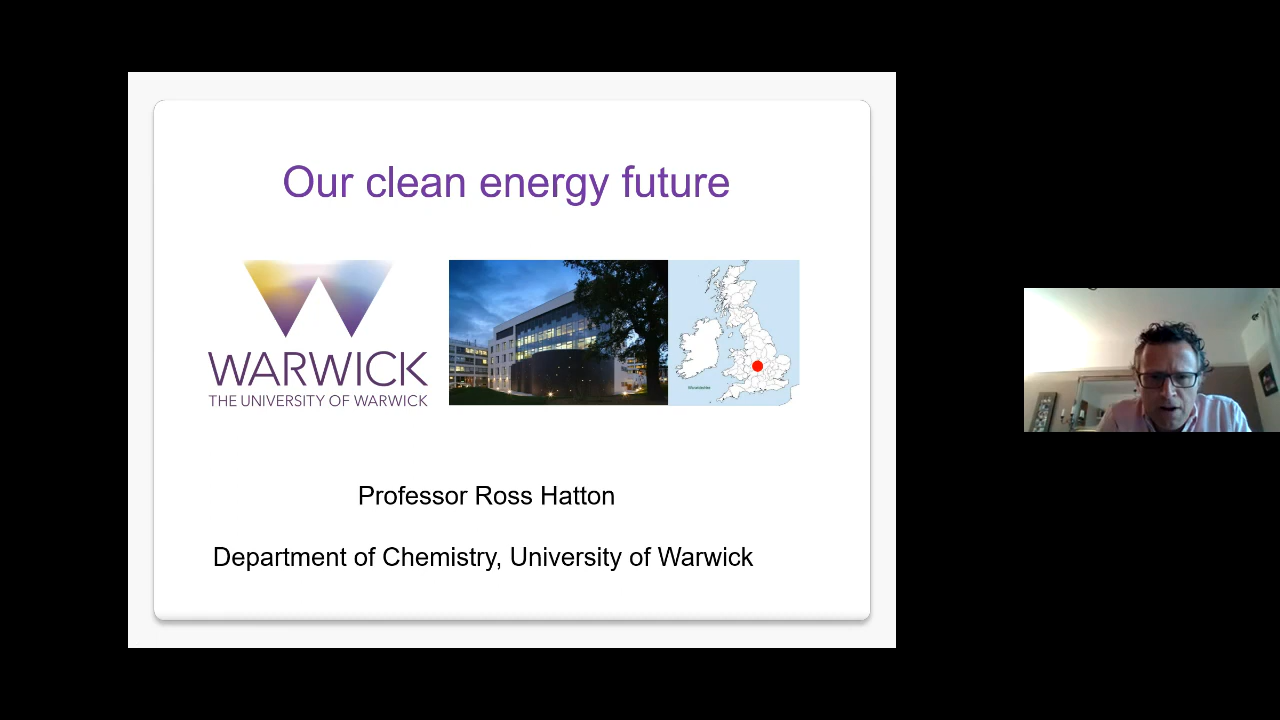 Our clean energy future
WARWICK
THE UNIVERSITY OF WARWICK
Professor Ross Hatton
Department of Chemistry, University of Warwick